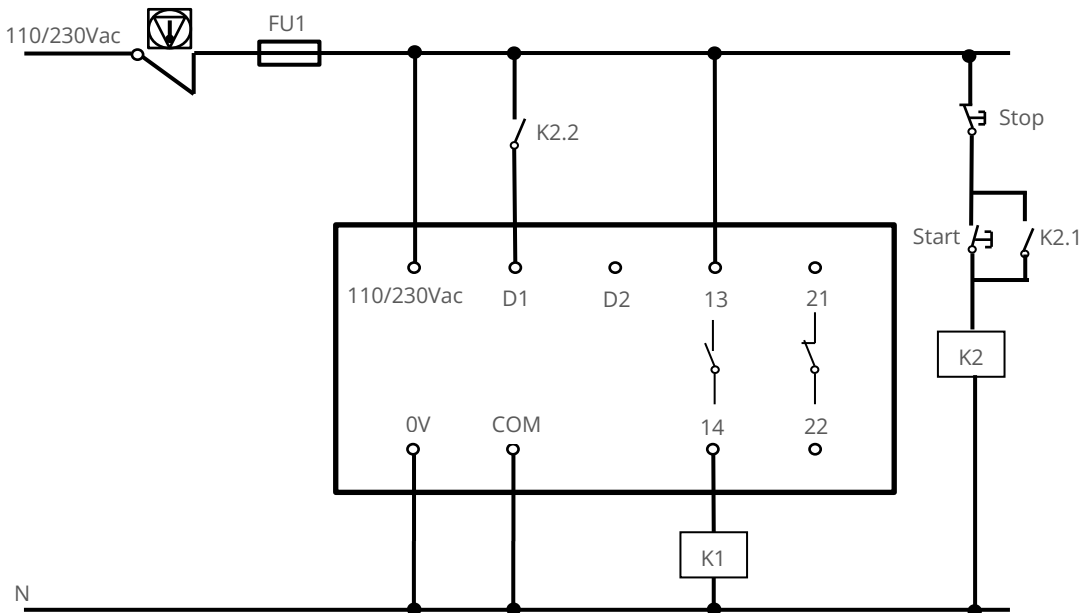 110/230Vac
FU1
K2.2
Stop
Start
K2.1
110/230Vac D1 D2 13 21
K2
0V COM 14 22
K1
N